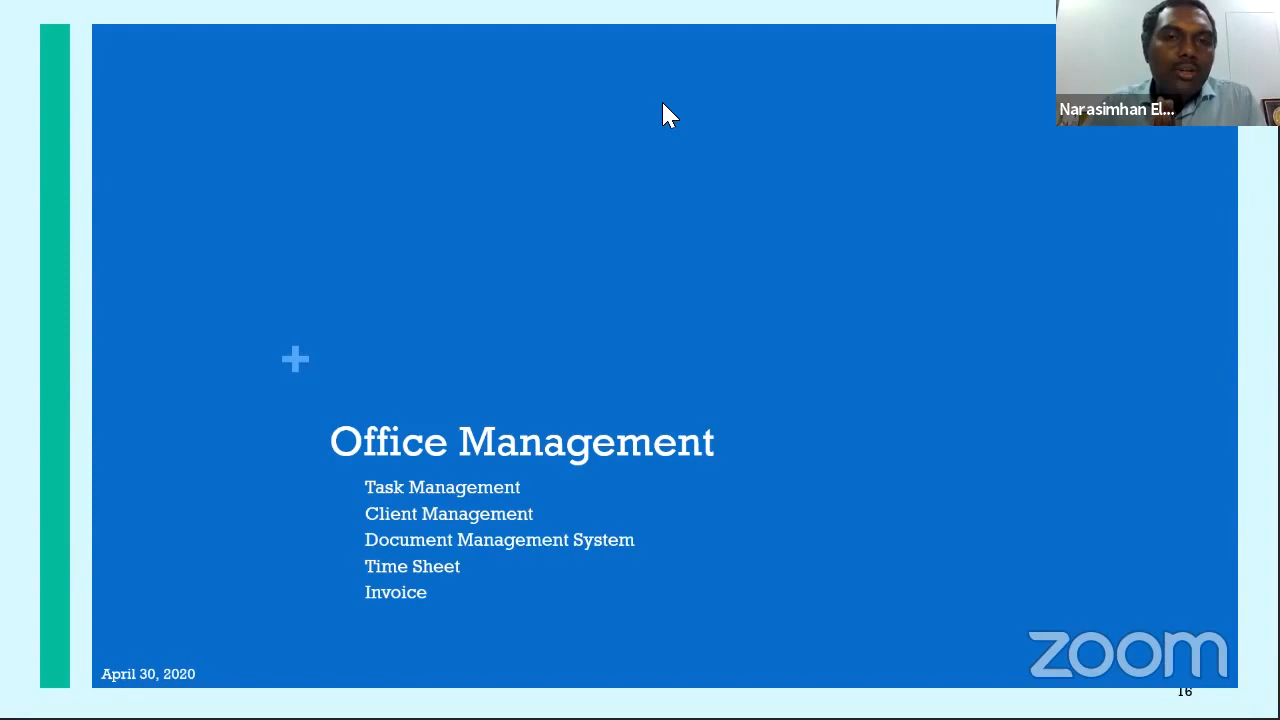 Narasimhan El...
Office Management
Task Management
Client Management
Document Management System
Time Sheet
Invoice
April 30, 2020
zoom
16